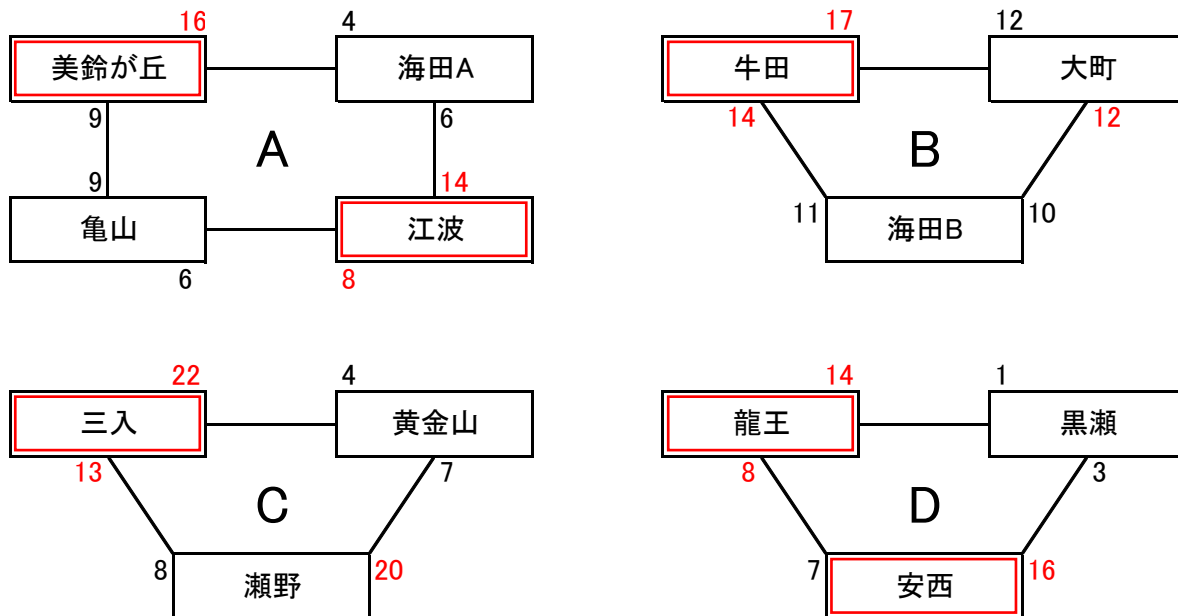 16 4 17 12
美鈴が丘 海田A 牛田 大町
9 6 14 12
A B
9 14
亀山 江波 11 海田B 10
6 8
22 4 14 1
三入 黄金山 龍王 黒瀬
13 7 8 3
C D
8 瀬野 20 7 安西 16